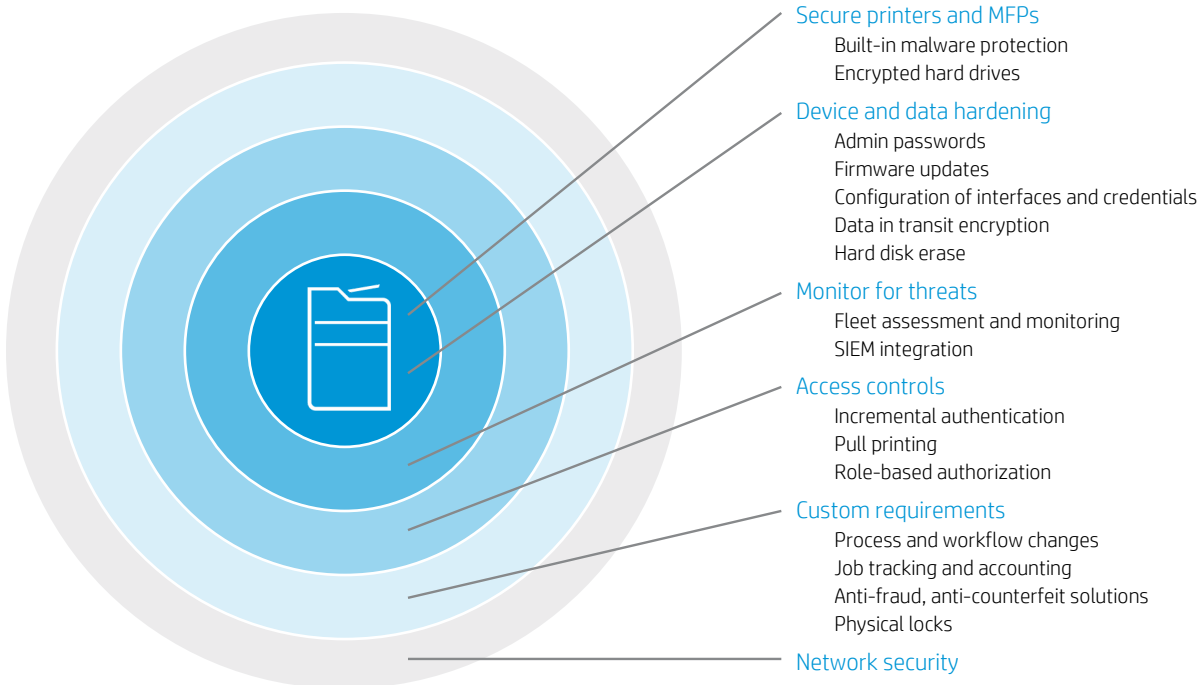 Secure printers and MFPs
Built-in malware protection
Encrypted hard drives
Device and data hardening
Admin passwords
Firmware updates
Configuration of interfaces and credentials
Data in transit encryption
Hard disk erase
Monitor for threats
Fleet assessment and monitoring
SIEM integration
Access controls
Incremental authentication
Pull printing
Role-based authorization
Custom requirements
Process and workflow changes
Job tracking and accounting
Anti-fraud, anti-counterfeit solutions
Physical locks
Network security